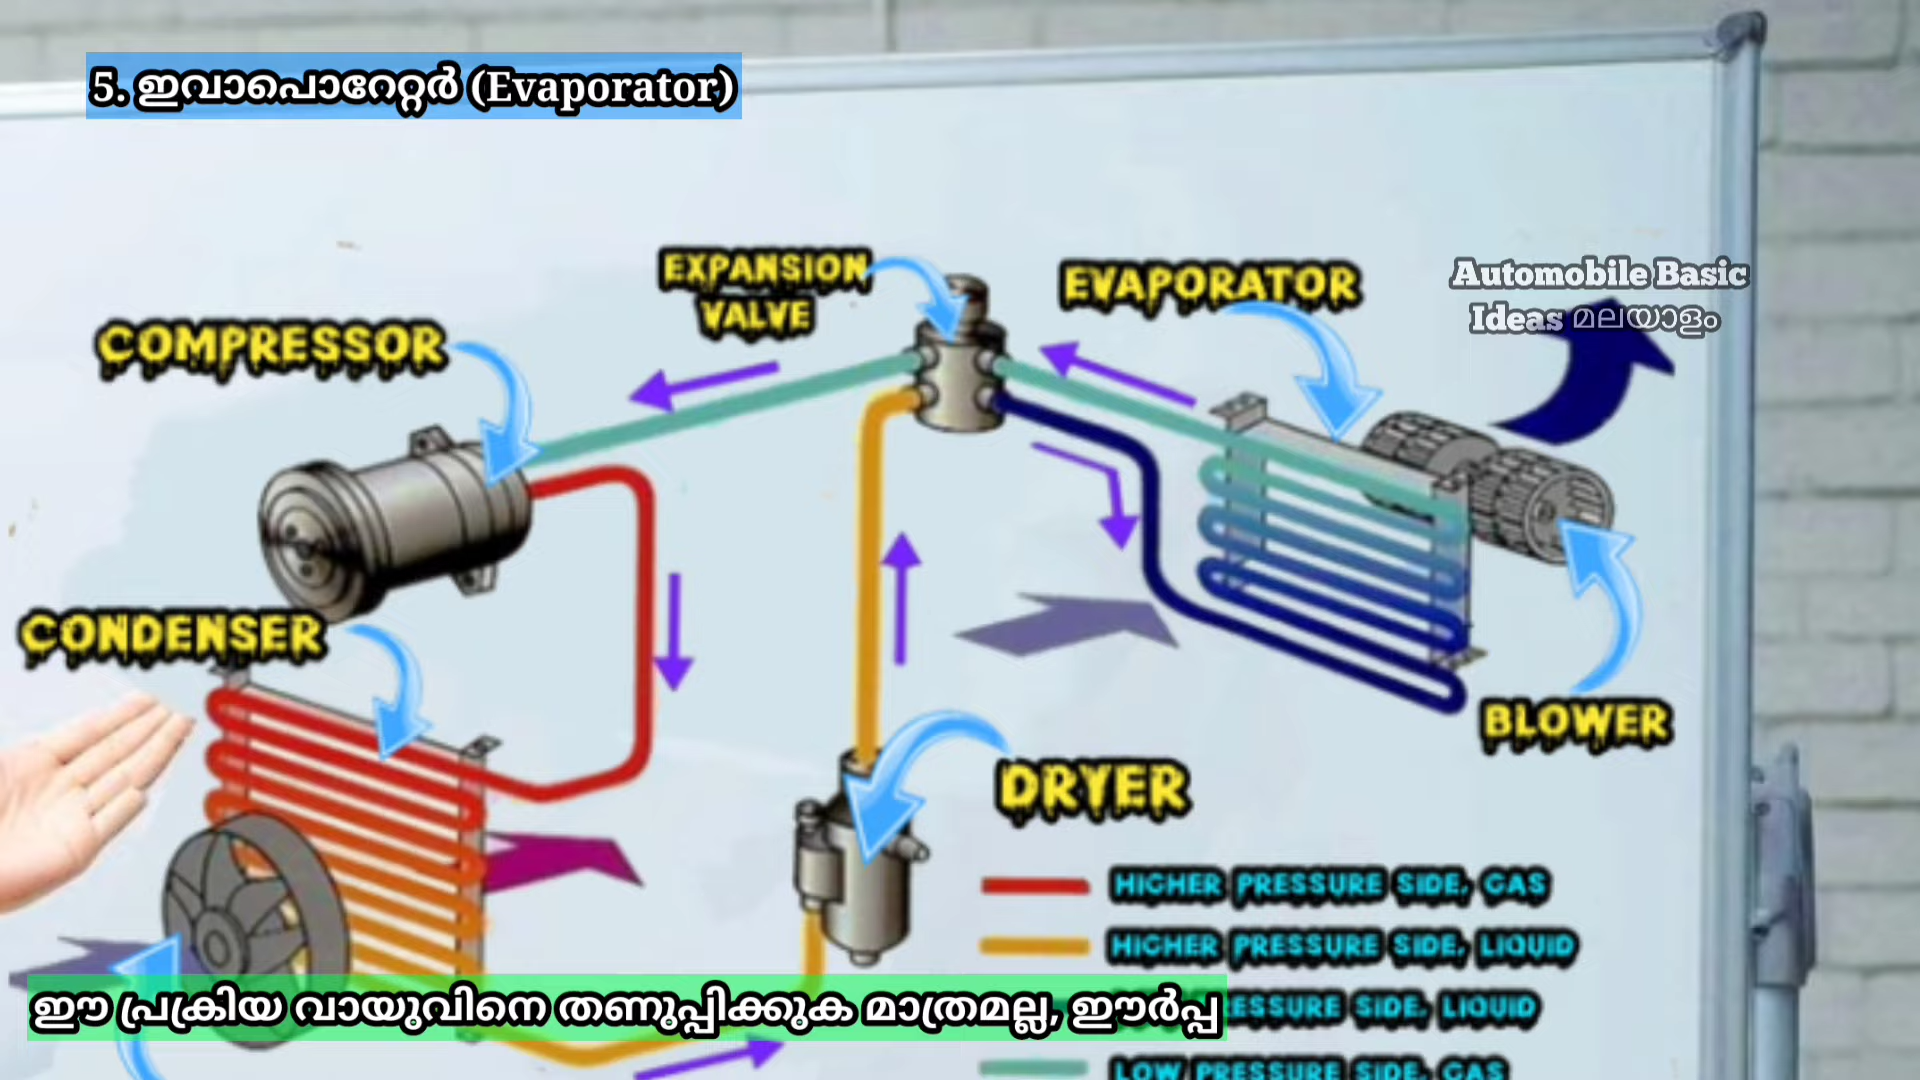 5. ഇവാപൊറേറ്റർ (Evaporator)
EXPANSION
VALVE
EVAPORATOR
Automobile Basic
Ideas മലയാളം
COMPRESSOR
CONDENSER
BLOWER
DRYER
HIGHER PRESSURE SIDE, GAS
HIGHER PRESSURE SIDE, LIQUID
SIDE, LIQUID
ഈ പ്രക്രിയ വായുവിനെ തണുപ്പിക്കുക മാത്രമല്ല, ഈർപ്പ
LOW PRESSURE SIDE, GAS